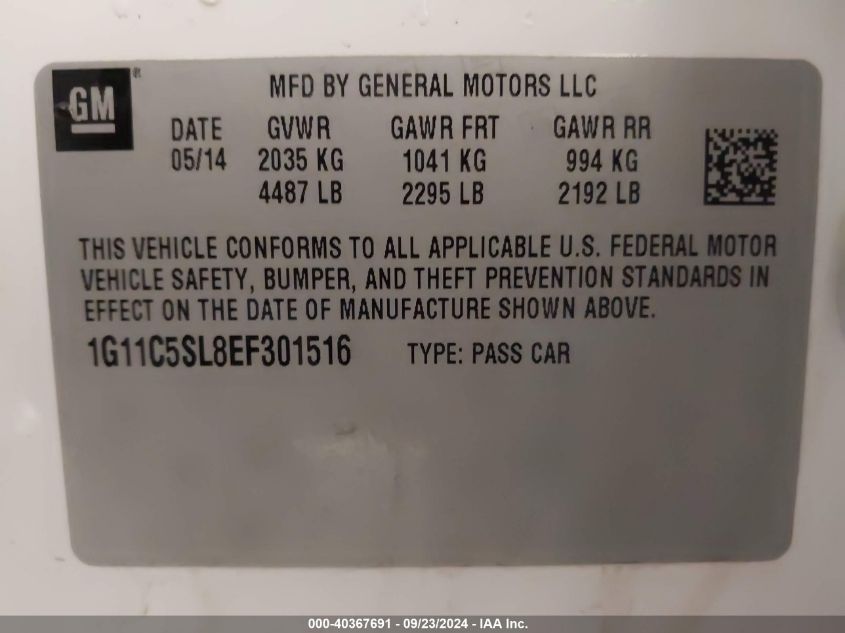 GM ®
MFD BY GENERAL MOTORS LLC
DATE GVWR GAWR FRT GAWR RR
05/14 2035 KG 1041 KG 994 KG
4487 LB 2295 LB 2192 LB
THIS VEHICLE CONFORMS TO ALL APPLICABLE U.S. FEDERAL MOTOR
VEHICLE SAFETY, BUMPER, AND THEFT PREVENTION STANDARDS IN
EFFECT ON THE DATE OF MANUFACTURE SHOWN ABOVE.
1G11C5SL8EF301516 TYPE: PASS CAR
000-40367691 - 09/23/2024 - IAA Inc.